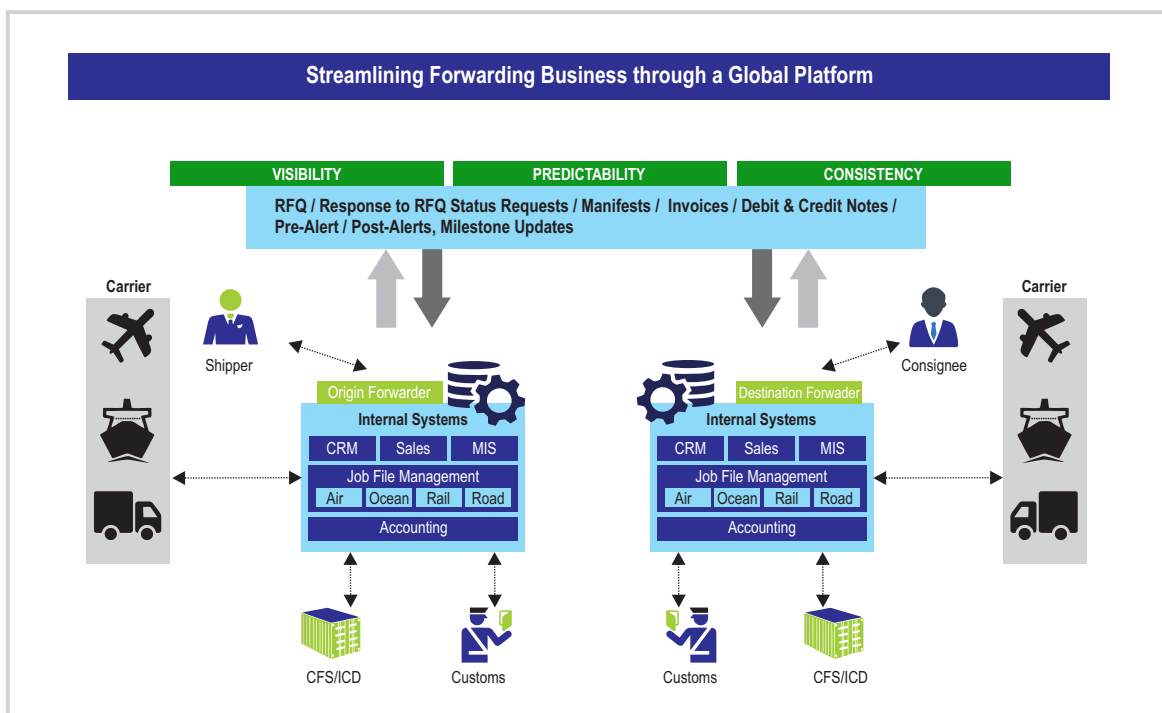 Streamlining Forwarding Business through a Global Platform
VISIBILITY
PREDICTABILITY
CONSISTENCY
RFQ / Response to RFQ Status Requests / Manifests / Invoices / Debit & Credit Notes /
Pre-Alert / Post-Alerts, Milestone Updates
Carrier
Shipper
Origin Forwarder
Internal Systems
CRM
Sales
MIS
Job File Management
Air
Ocean
Rail
Road
Accounting
CFS/ICD
Customs
Carrier
Consignee
Destination Forwader
Internal Systems
CRM
Sales
MIS
Job File Management
Air
Ocean
Rail
Road
Accounting
Customs
CFS/ICD